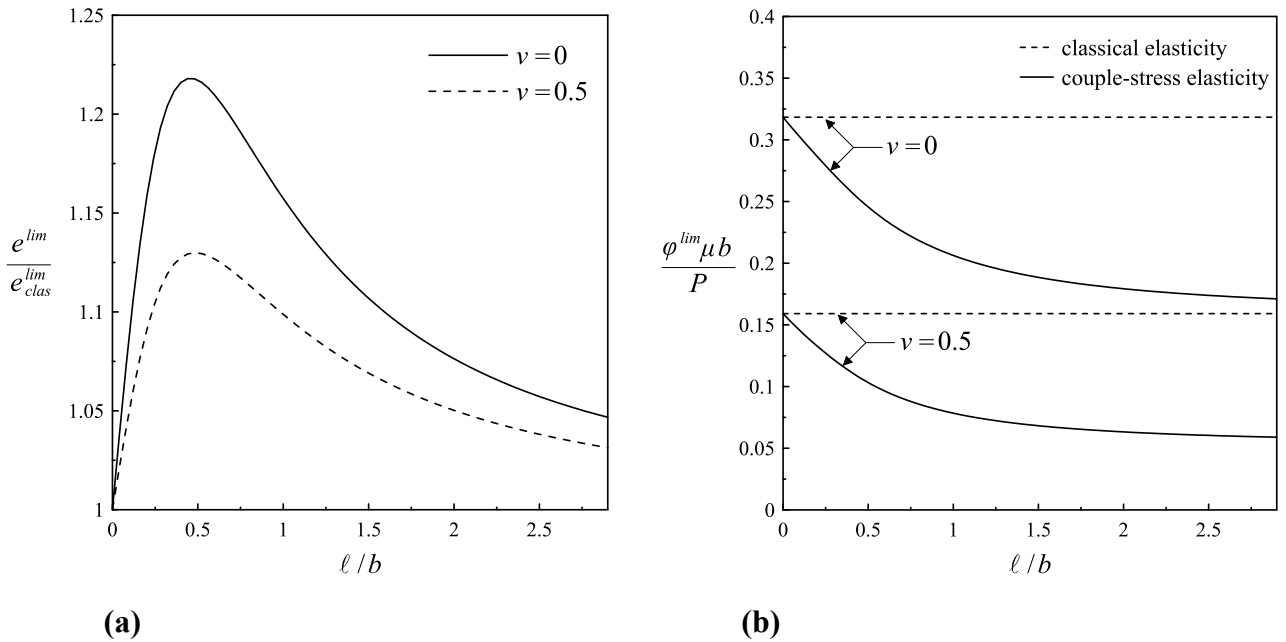 1.25
1.2
1.15
1.1
1.05
1
0
0.5
1
1.5
2
2.5
e^lim
e^lim_clas
ℓ/b
ν=0
ν=0.5
(a)
0.4
0.35
0.3
0.25
0.2
0.15
0.1
0.05
0
0
0.5
1
1.5
2
2.5
φ^lim μb
P
ℓ/b
classical elasticity
couple-stress elasticity
ν=0
ν=0.5
(b)